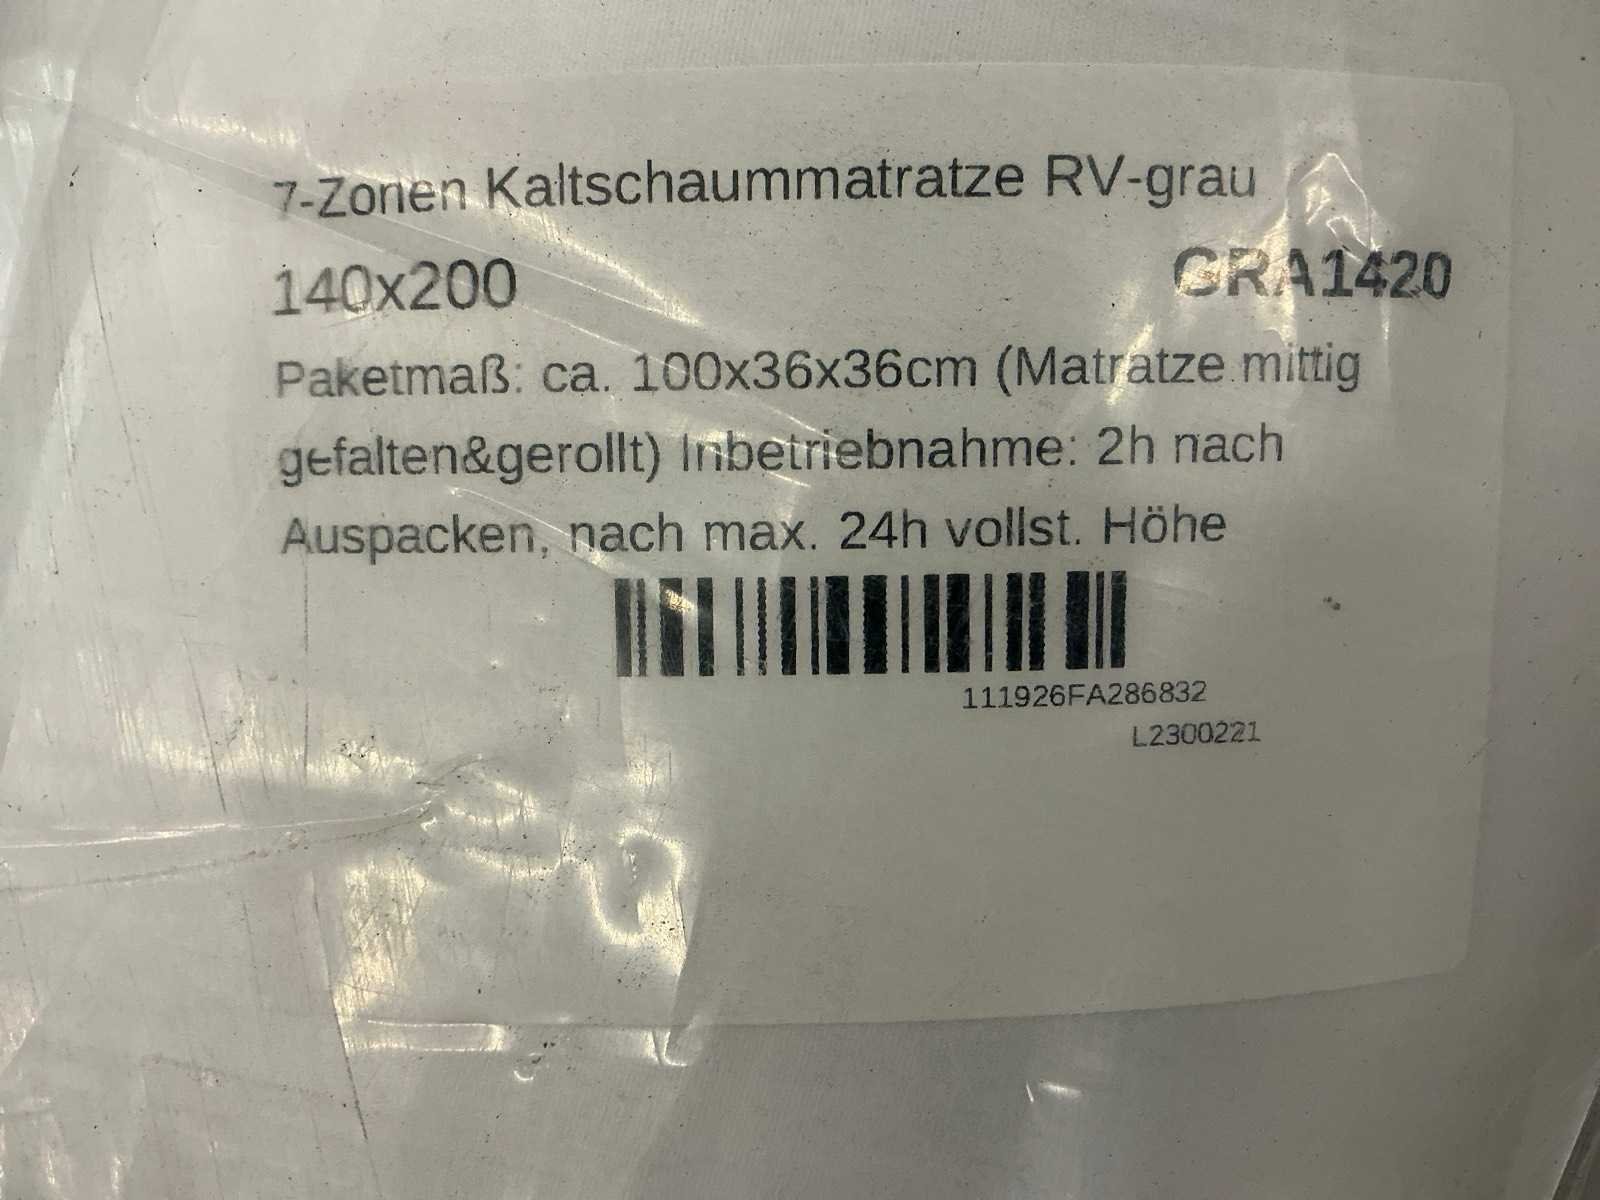 7-Zonen Kaltschaummatratze RV-grau
140x200 GRA1420
Paketmaß: ca. 100x36x36cm (Matratze mittig
gefalten&gerollt) Inbetriebnahme: 2h nach
Auspacken, nach max. 24h vollst. Höhe
111926FA286832
L2300221